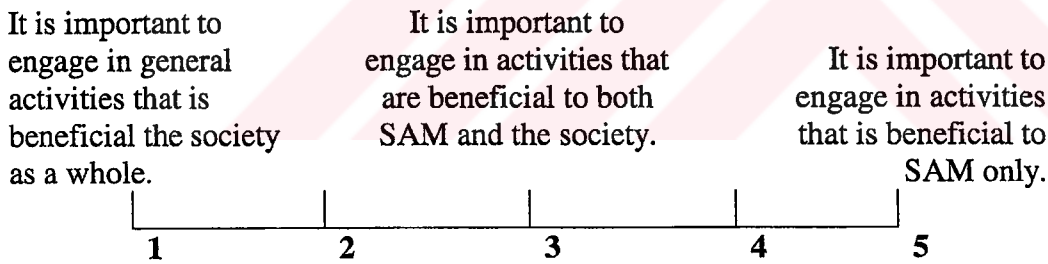 It is important to
engage in general
activities that is
beneficial the society
as a whole.
It is important to
engage in activities that
are beneficial to both
SAM and the society.
It is important to
engage in activities
that is beneficial to
SAM only.
1 2 3 4 5